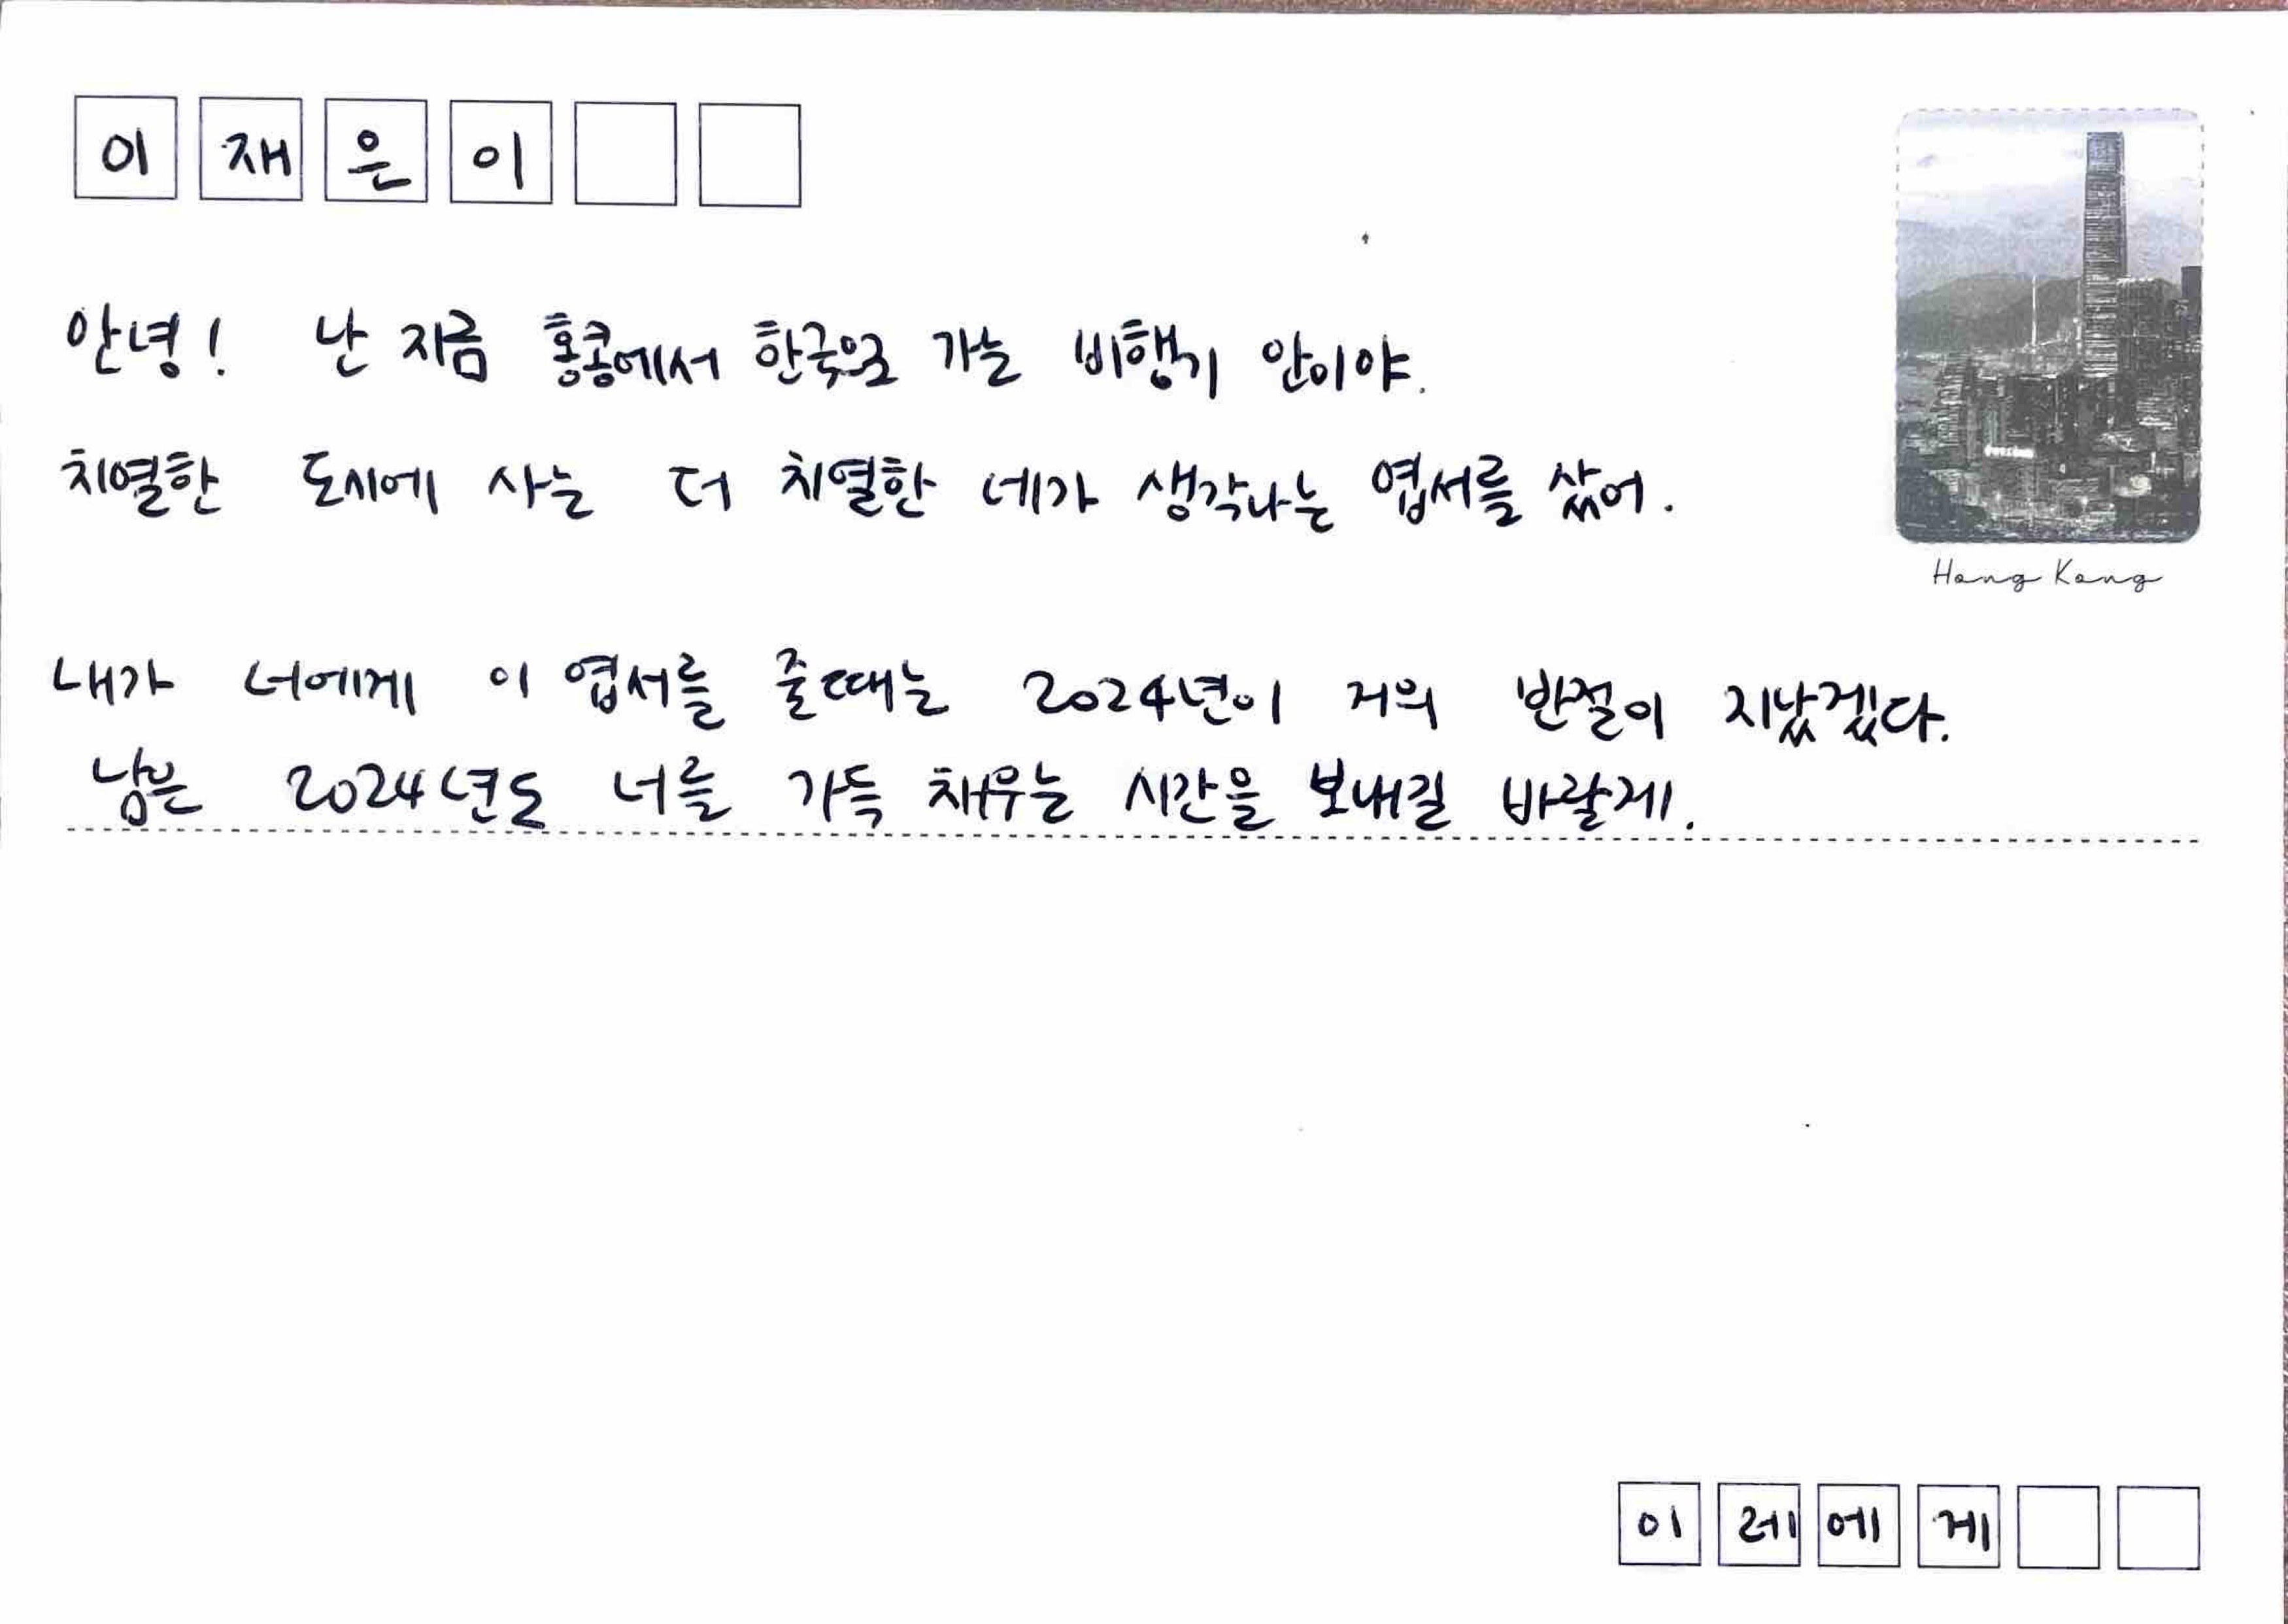 이재은이
안녕! 난 지금 홍콩에서 한국으로 가는 비행기 안이야.
치열한 도시에 사는 더 치열한 네가 생각나는 엽서를 샀어.
Hong Kong
내가 너에게 이 엽서를 줄때는 2024년이 거의 반절이 지났겠다.
남은 2024년도 너를 가득 채우는 시간을 보내길 바랄게.
이레에게